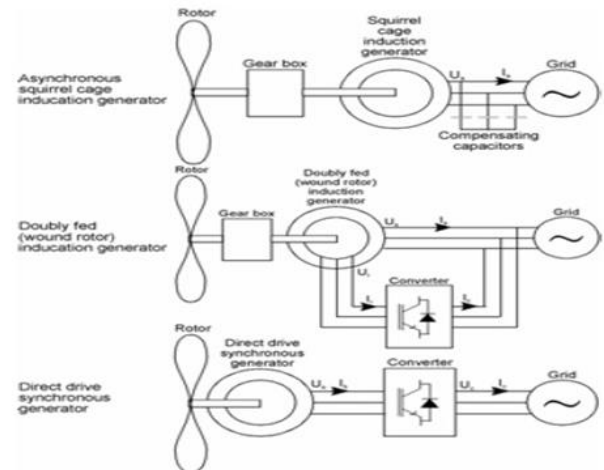 Rotor
Squirrel
cage
induction
generator
Gear box
Grid
Asynchronous
squirrel cage
inducation generator
Compensating
capacitors
Rotor
Doubly fed
(wound rotor)
induction
generator
Gear box
Grid
Doubly fed
(wound rotor)
inducation generator
Converter
Rotor
Direct drive
synchronous
generator
Converter
Grid
Direct drive
synchronous
generator